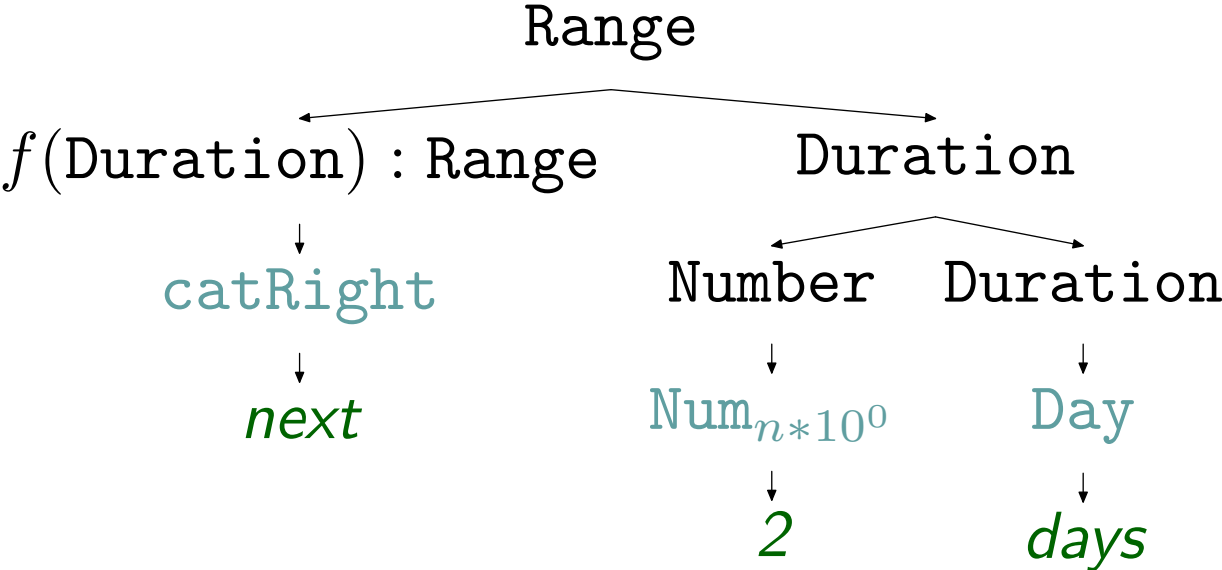 Range
f(Duration) : Range Duration
Number Duration
catRight
Num_{n*10^0} Day
next
2 days